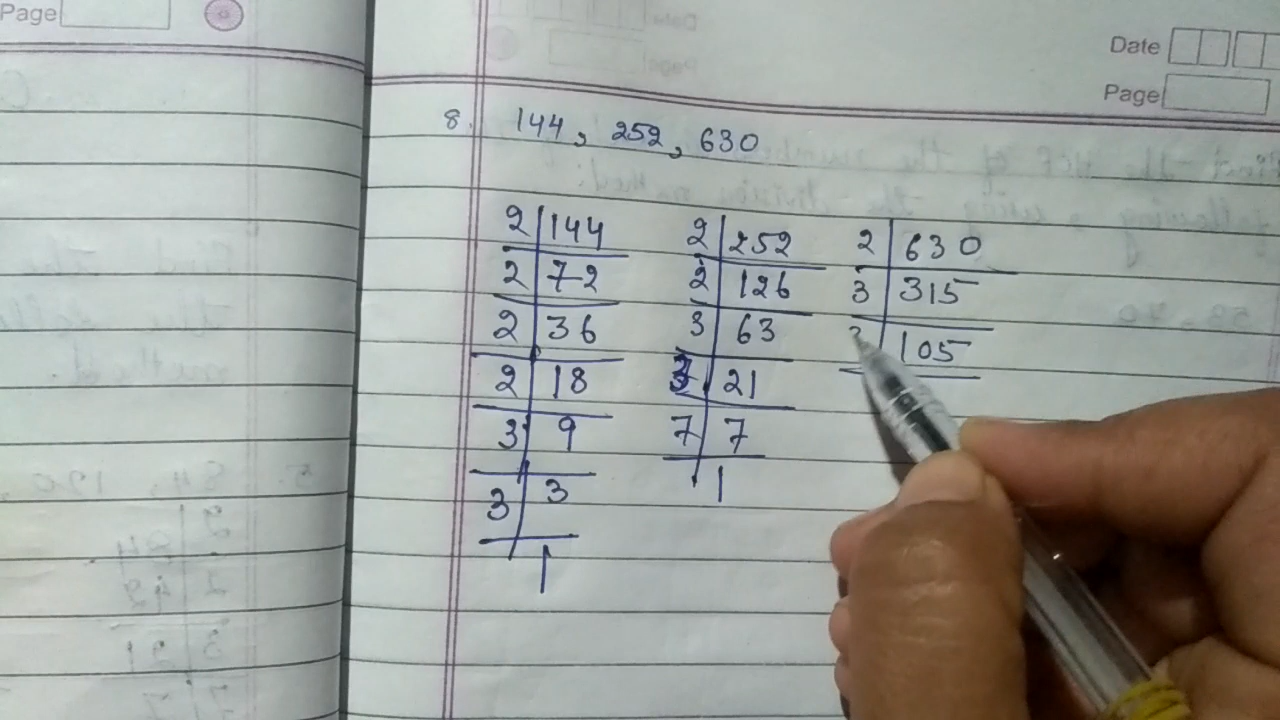 Page
Date
Page
8. 144, 252, 630
2 144 2 252 2 630
2 72 2 126 3 315
2 36 3 63 3 105
2 18 3 21
3 9 7 7
3 3 1
1